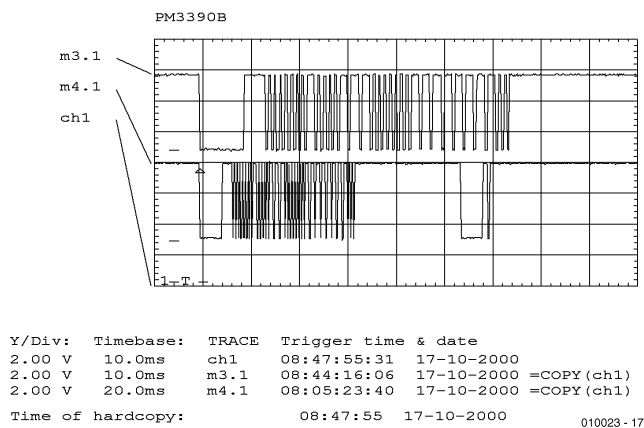 PM3390B
m3.1
m4.1
ch1
1-T-
Y/Div: Timebase: TRACE Trigger time & date
2.00 V 10.0ms ch1 08:47:55:31 17-10-2000
2.00 V 10.0ms m3.1 08:44:16:06 17-10-2000 =COPY(ch1)
2.00 V 20.0ms m4.1 08:05:23:40 17-10-2000 =COPY(ch1)
Time of hardcopy: 08:47:55 17-10-2000
010023 - 17